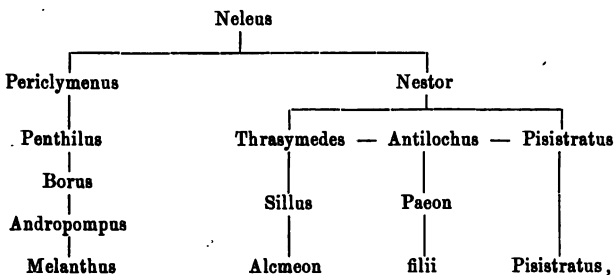 Neleus
Periclymenus Nestor
Penthilus Thrasymedes — Antilochus — Pisistratus
Borus
Sillus Paeon
Andropompus
Melanthus Alcmeon filii Pisistratus,